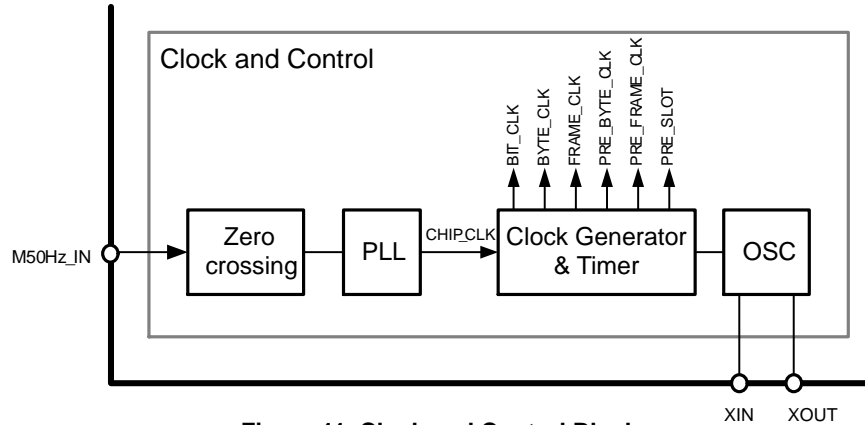 Clock and Control
BIT_CLK
BYTE_CLK
FRAME_CLK
PRE_BYTE_CLK
PRE_FRAME_CLK
PRE_SLOT
M50Hz_IN
Zero
crossing
PLL
CHIP_CLK
Clock Generator
& Timer
OSC
XIN
XOUT